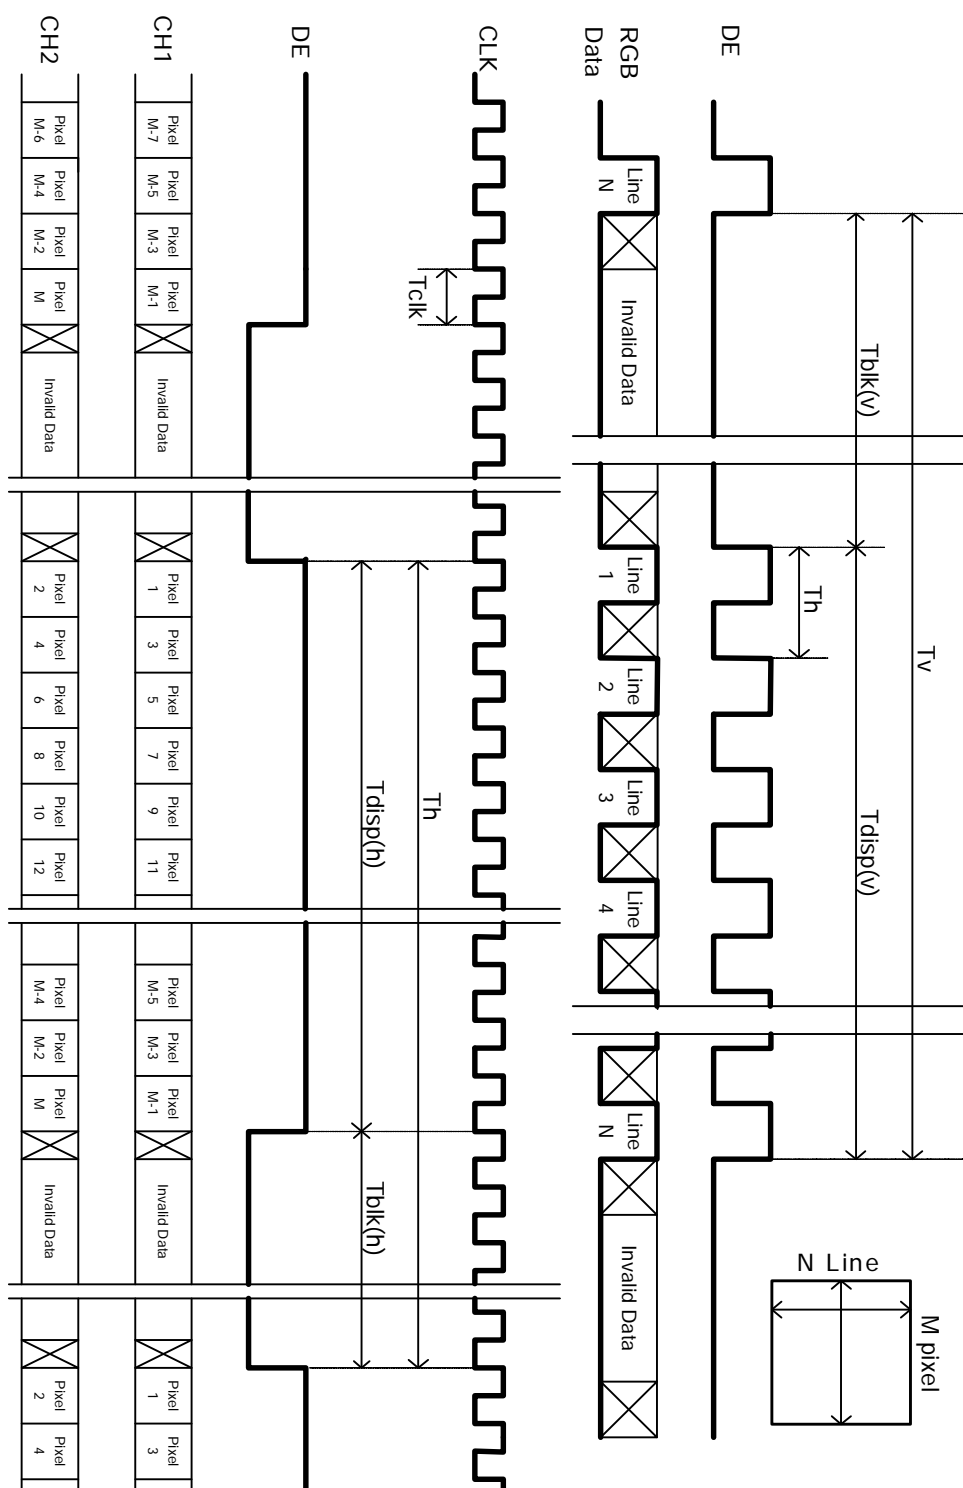 DE
RGB
Data
Line
N
Invalid Data
Line
1
Line
2
Line
3
Line
4
Line
N
Invalid Data
Tv
Tblk(v)
Tdisp(v)
Th
M pixel
N Line
CLK
Tclk
DE
Th
Tdisp(h)
Tblk(h)
CH1
Pixel
M-7
Pixel
M-5
Pixel
M-3
Pixel
M-1
Invalid Data
Pixel
1
Pixel
3
Pixel
5
Pixel
7
Pixel
9
Pixel
11
Pixel
M-5
Pixel
M-3
Pixel
M-1
Invalid Data
Pixel
1
Pixel
3
CH2
Pixel
M-6
Pixel
M-4
Pixel
M-2
Pixel
M
Invalid Data
Pixel
2
Pixel
4
Pixel
6
Pixel
8
Pixel
10
Pixel
12
Pixel
M-4
Pixel
M-2
Pixel
M
Invalid Data
Pixel
2
Pixel
4